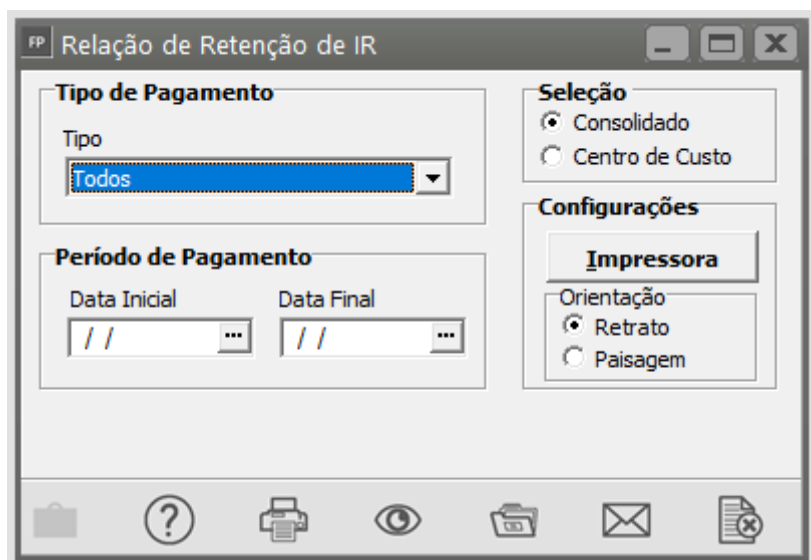 FP Relação de Retenção de IR
Tipo de Pagamento
Tipo
Todos
Período de Pagamento
Data Inicial Data Final
/ / ... / / ...
Seleção
Consolidado
Centro de Custo
Configurações
Impressora
Orientação
Retrato
Paisagem
?